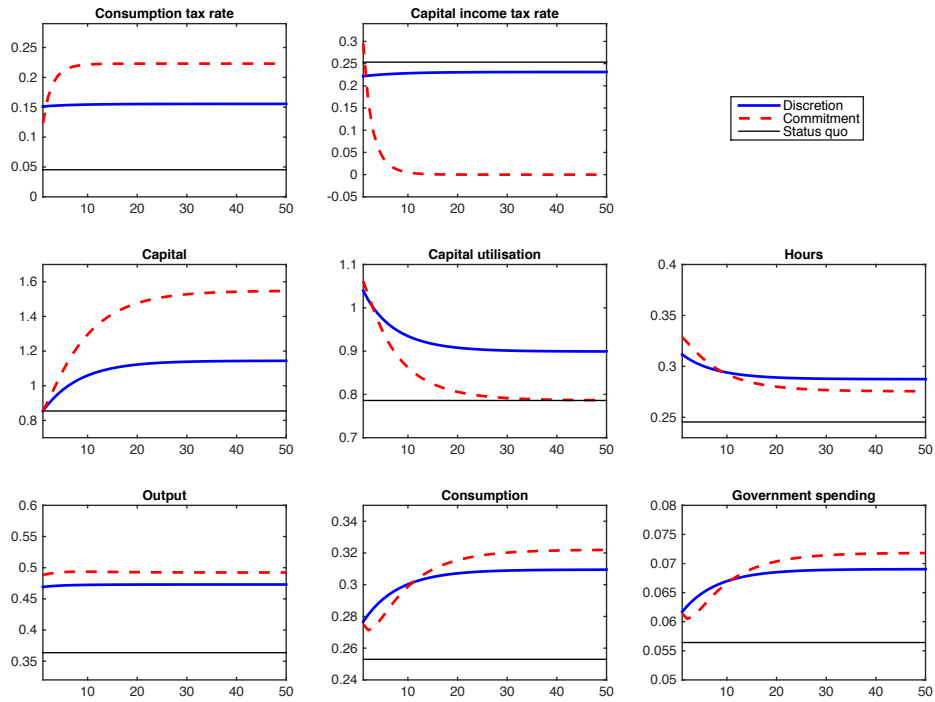 Consumption tax rate
0.25
0.2
0.15
0.1
0.05
0
10 20 30 40 50
Capital income tax rate
0.3
0.25
0.2
0.15
0.1
0.05
0
-0.05
10 20 30 40 50
Discretion
Commitment
Status quo
Capital
1.6
1.4
1.2
1
0.8
10 20 30 40 50
Capital utilisation
1.1
1
0.9
0.8
0.7
10 20 30 40 50
Hours
0.4
0.35
0.3
0.25
10 20 30 40 50
Output
0.6
0.55
0.5
0.45
0.4
0.35
10 20 30 40 50
Consumption
0.34
0.32
0.3
0.28
0.26
0.24
10 20 30 40 50
Government spending
0.08
0.075
0.07
0.065
0.06
0.055
0.05
10 20 30 40 50